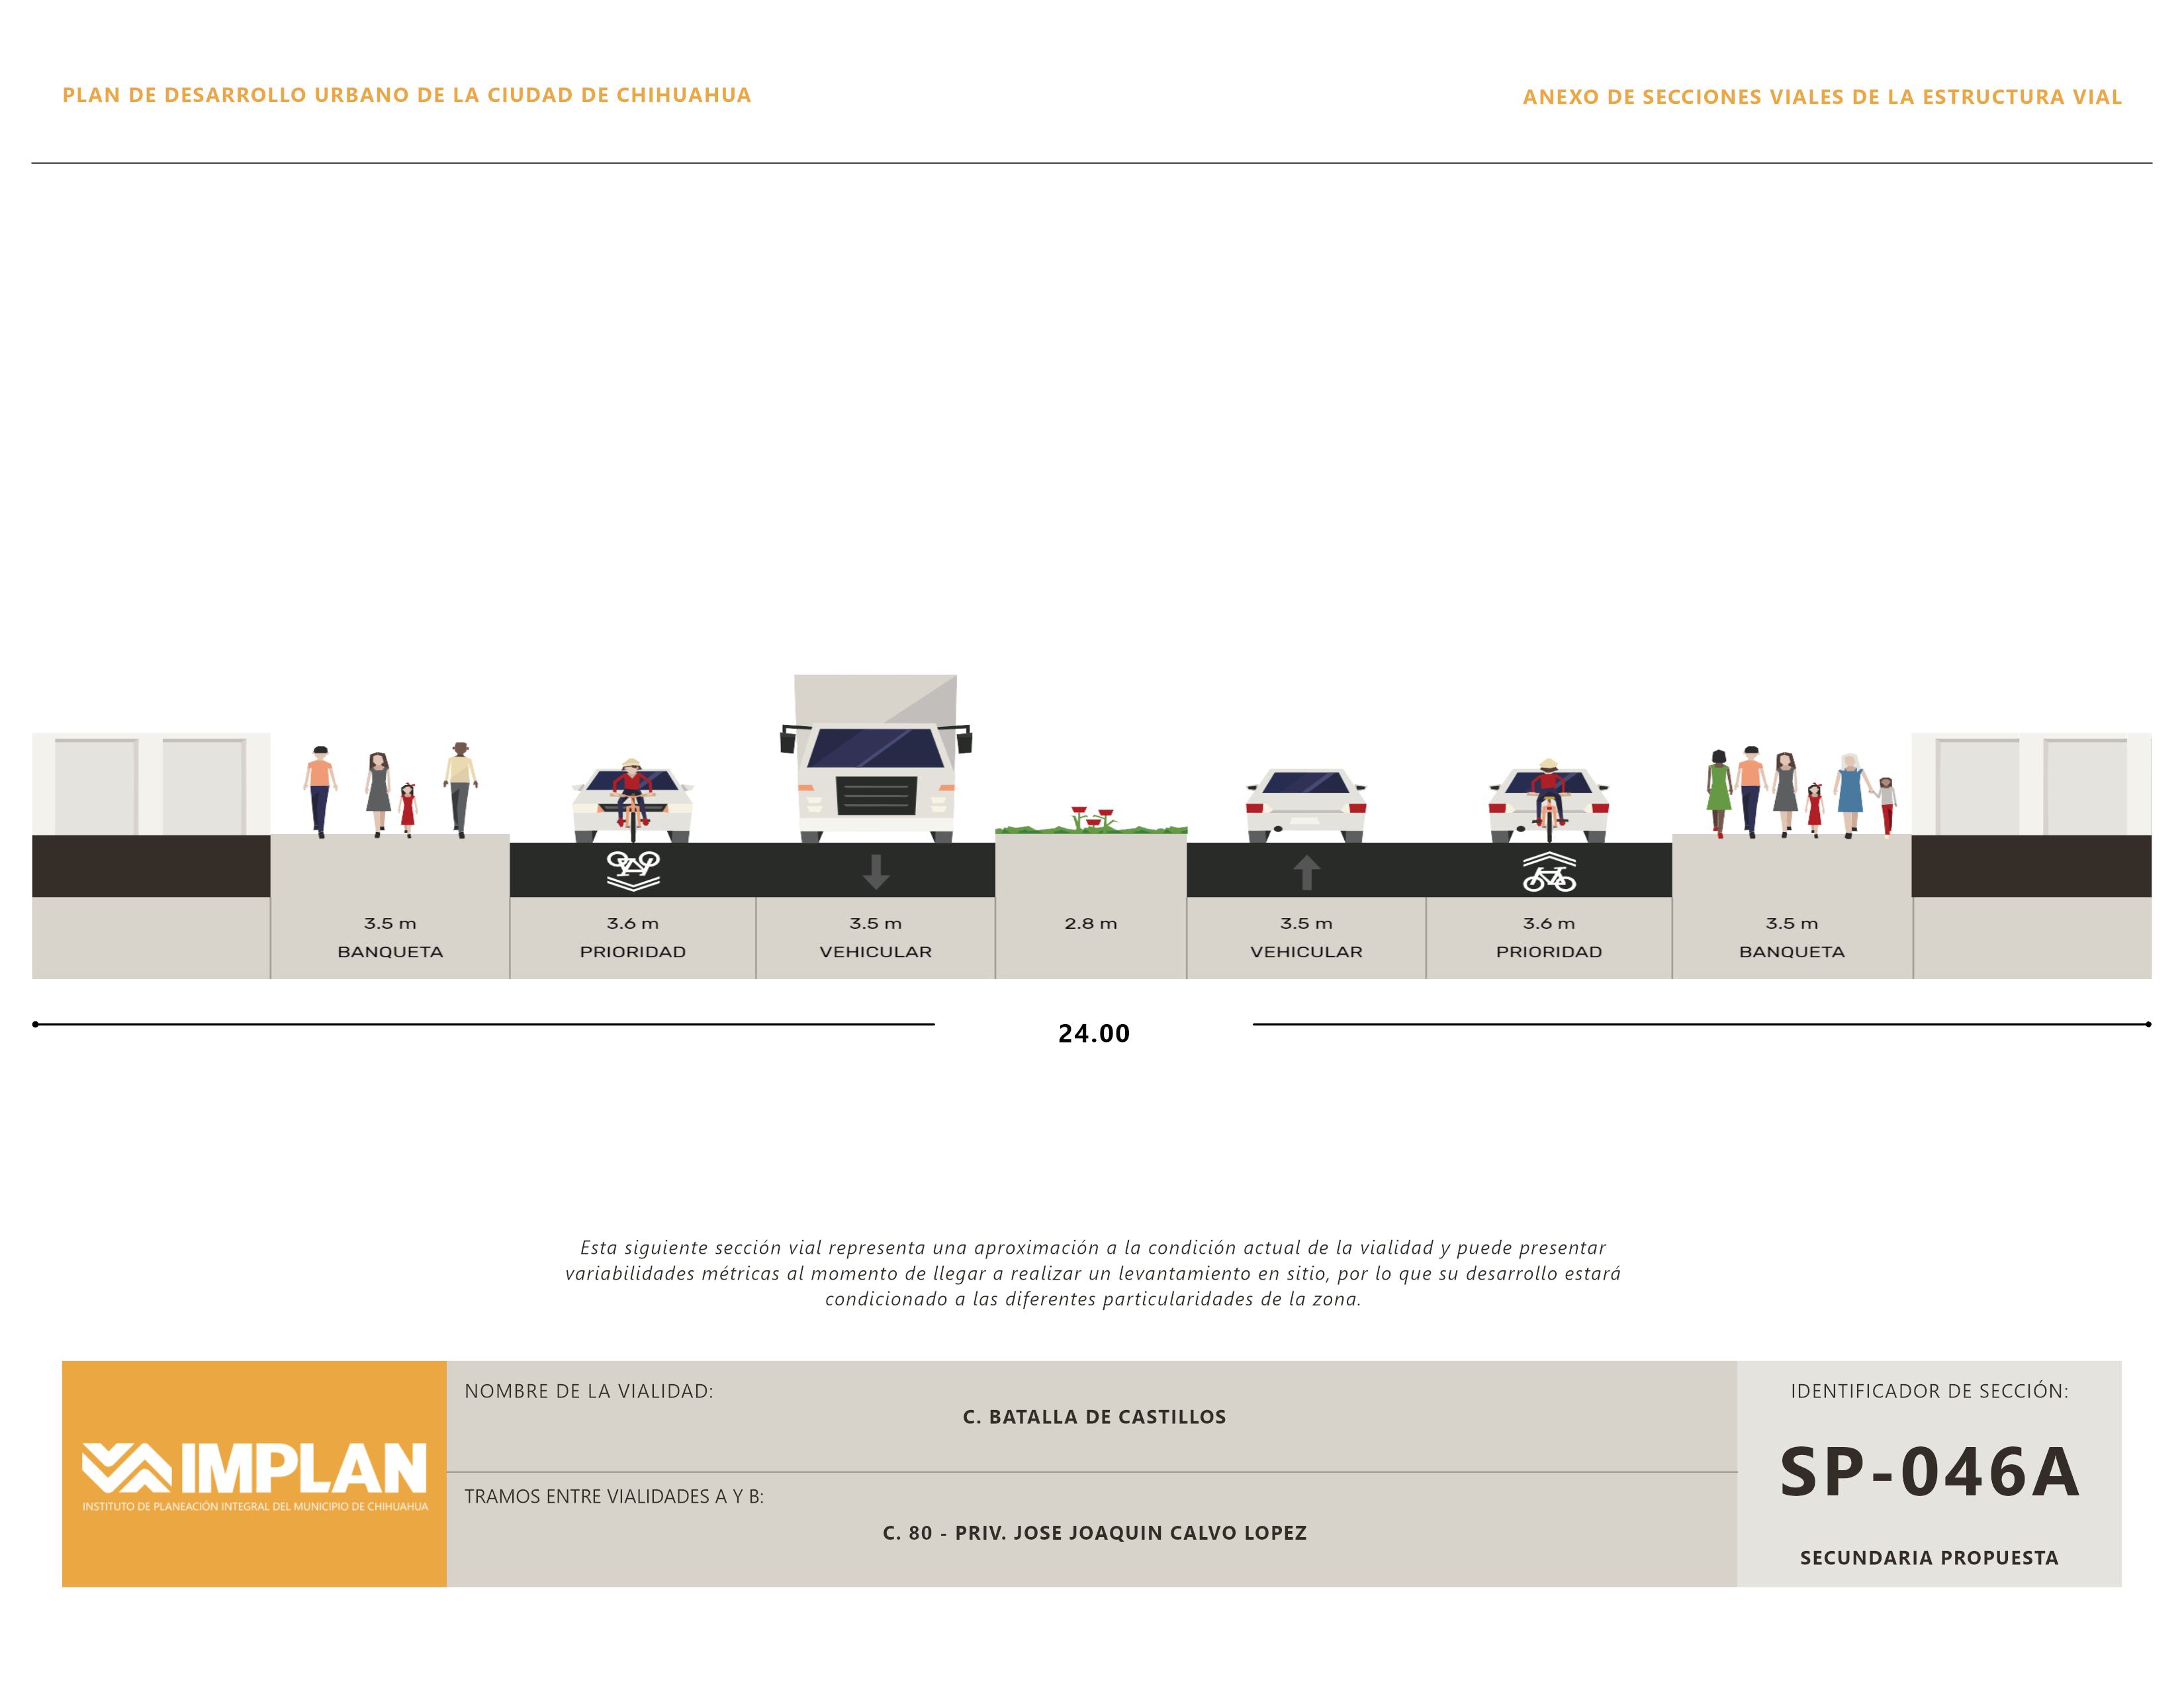 PLAN DE DESARROLLO URBANO DE LA CIUDAD DE CHIHUAHUA
ANEXO DE SECCIONES VIALES DE LA ESTRUCTURA VIAL
3.5 m
BANQUETA
3.6 m
PRIORIDAD
3.5 m
VEHICULAR
2.8 m
3.5 m
VEHICULAR
3.6 m
PRIORIDAD
3.5 m
BANQUETA
24.00
Esta siguiente sección vial representa una aproximación a la condición actual de la vialidad y puede presentar
variabilidades métricas al momento de llegar a realizar un levantamiento en sitio, por lo que su desarrollo estará
condicionado a las diferentes particularidades de la zona.
IMPLAN
INSTITUTO DE PLANEACIÓN INTEGRAL DEL MUNICIPIO DE CHIHUAHUA
NOMBRE DE LA VIALIDAD:
C. BATALLA DE CASTILLOS
TRAMOS ENTRE VIALIDADES A Y B:
C. 80 - PRIV. JOSE JOAQUIN CALVO LOPEZ
IDENTIFICADOR DE SECCIÓN:
SP-046A
SECUNDARIA PROPUESTA